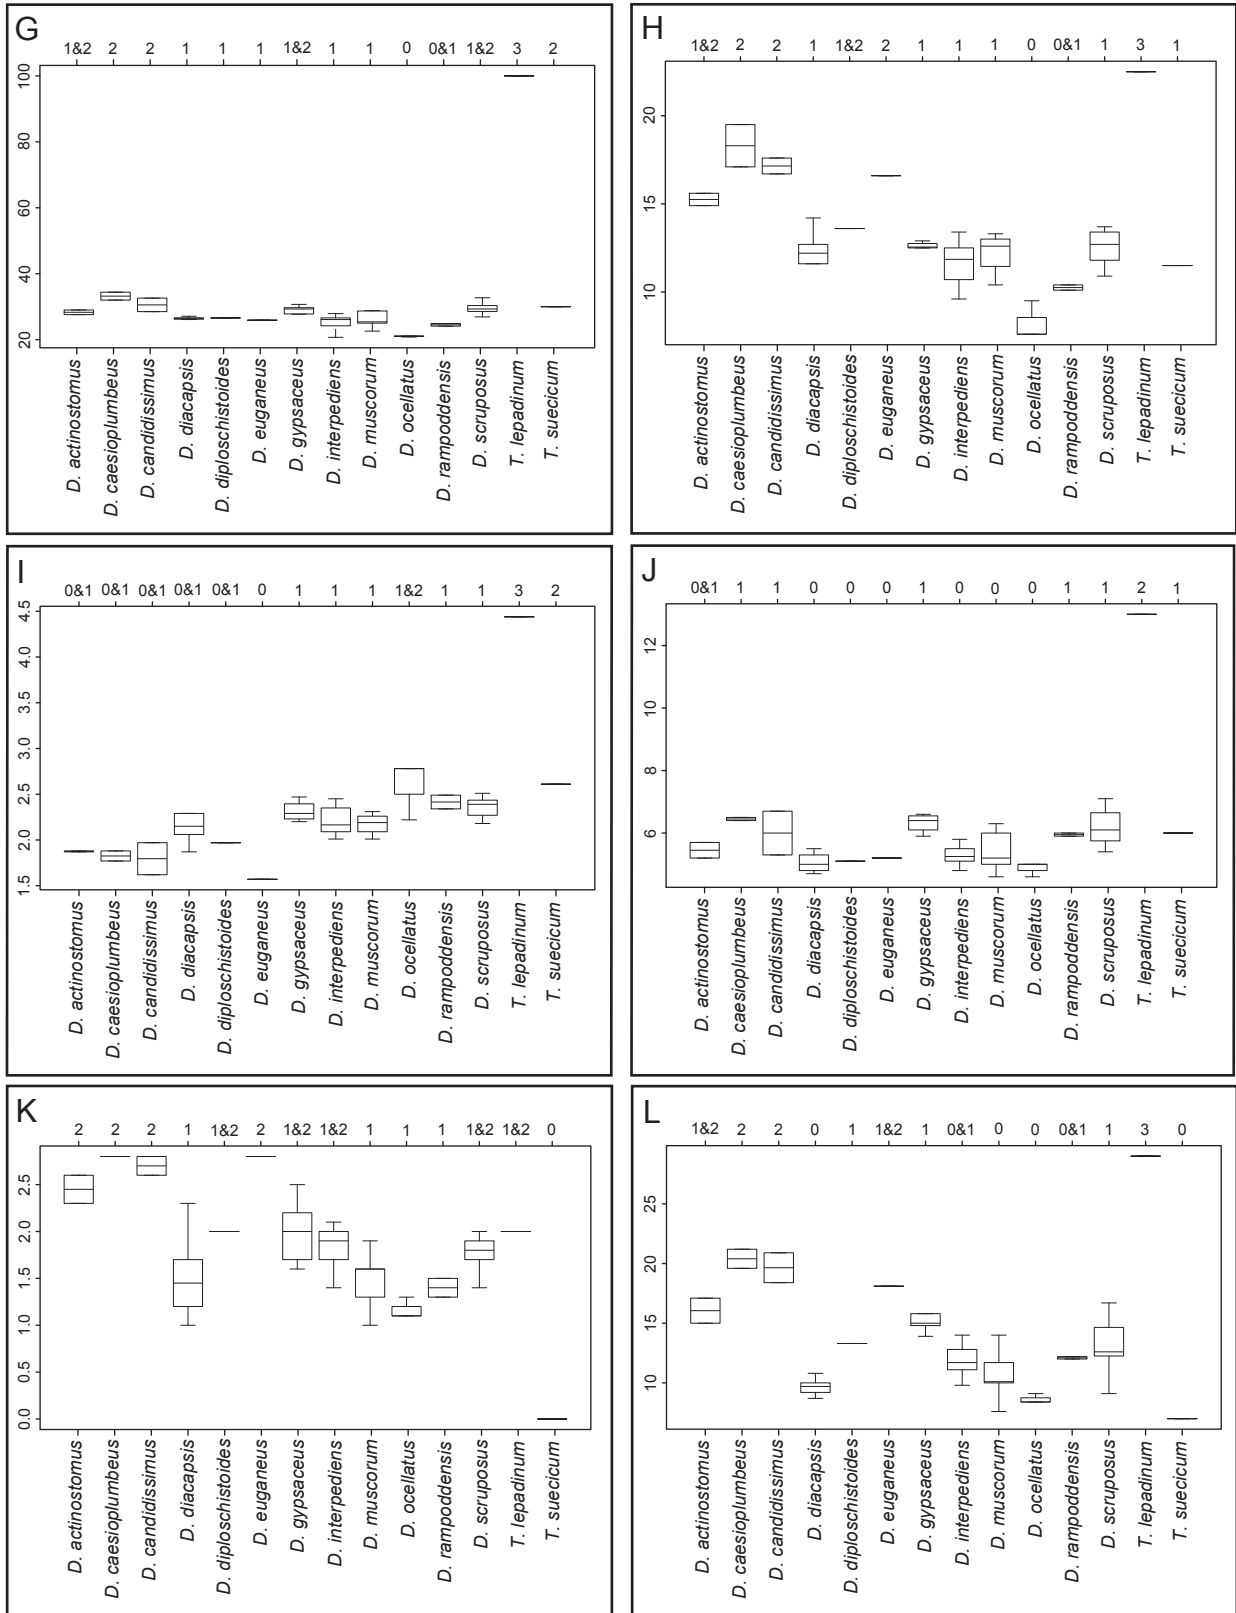 G
1&2 2 2 1 1 1 1&2 1 1 0 0&1 1&2 3 2
100
80
60
40
20
D. actinostomus
D. caesioplumbeus
D. candidissimus
D. diacapsis
D. diploschistoides
D. euganeus
D. gypsaceus
D. interpediens
D. muscorum
D. ocellatus
D. rampoddensis
D. scruposus
T. lepadinum
T. suecicum
H
1&2 2 2 1 1&2 2 1 1 1 0 0&1 1 3 1
20
15
10
D. actinostomus
D. caesioplumbeus
D. candidissimus
D. diacapsis
D. diploschistoides
D. euganeus
D. gypsaceus
D. interpediens
D. muscorum
D. ocellatus
D. rampoddensis
D. scruposus
T. lepadinum
T. suecicum
I
0&1 0&1 0&1 0&1 0&1 0 1 1 1 1&2 1 1 3 2
4.5
4.0
3.5
3.0
2.5
2.0
1.5
D. actinostomus
D. caesioplumbeus
D. candidissimus
D. diacapsis
D. diploschistoides
D. euganeus
D. gypsaceus
D. interpediens
D. muscorum
D. ocellatus
D. rampoddensis
D. scruposus
T. lepadinum
T. suecicum
J
0&1 1 1 0 0 0 1 0 0 0 1 1 2 1
12
10
8
6
D. actinostomus
D. caesioplumbeus
D. candidissimus
D. diacapsis
D. diploschistoides
D. euganeus
D. gypsaceus
D. interpediens
D. muscorum
D. ocellatus
D. rampoddensis
D. scruposus
T. lepadinum
T. suecicum
K
2 2 2 1 1&2 2 1&2 1&2 1 1 1 1&2 1&2 0
2.5
2.0
1.5
1.0
0.5
0.0
D. actinostomus
D. caesioplumbeus
D. candidissimus
D. diacapsis
D. diploschistoides
D. euganeus
D. gypsaceus
D. interpediens
D. muscorum
D. ocellatus
D. rampoddensis
D. scruposus
T. lepadinum
T. suecicum
L
1&2 2 2 0 1 1&2 1 0&1 0 0 0&1 1 3 0
25
20
15
10
D. actinostomus
D. caesioplumbeus
D. candidissimus
D. diacapsis
D. diploschistoides
D. euganeus
D. gypsaceus
D. interpediens
D. muscorum
D. ocellatus
D. rampoddensis
D. scruposus
T. lepadinum
T. suecicum